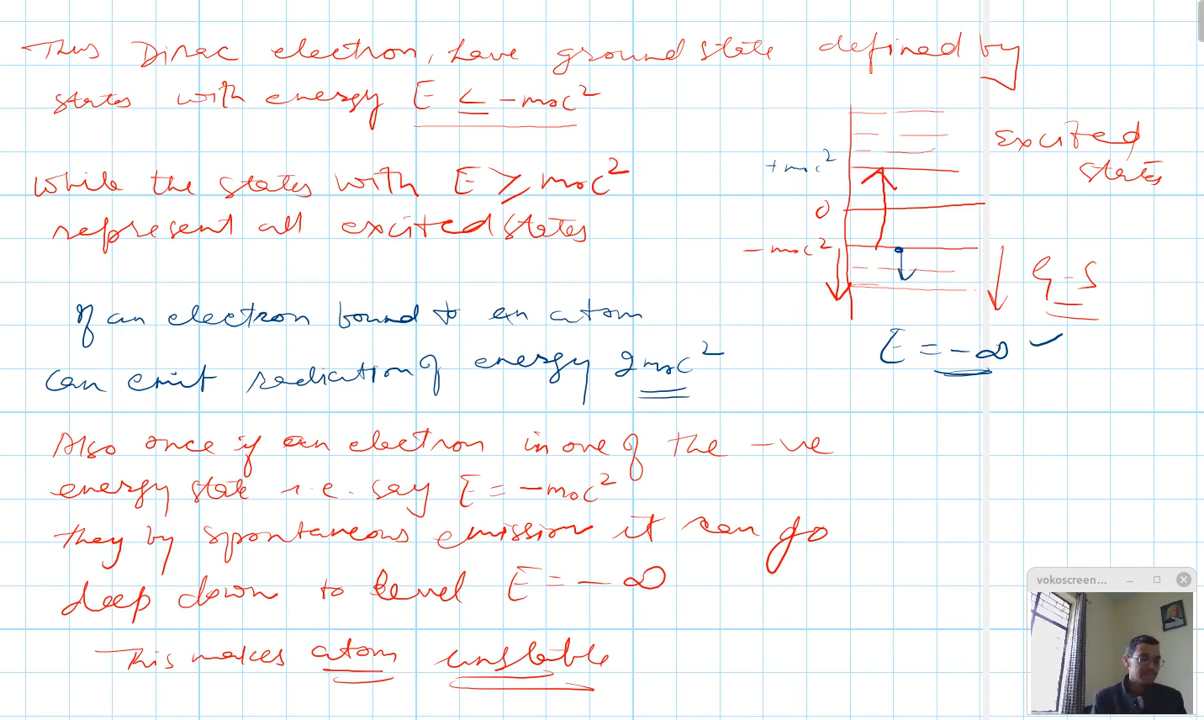 Thus Dirac electron, have ground state defined by
states with energy E ≤ -m₀c²
while the states with E ≥ m₀c²
represent all excited states
+m₀c²
0
-m₀c²
excited
states
G-S
E = -∞ ✓
If an electron bound to an atom
can emit radiation of energy 2m₀c²
Also once if an electron in one of the -ve
energy state i.e. say E = -m₀c²
they by spontaneous emission it can go
deep down to level E = -∞
This makes atom unstable
vokoscreen...